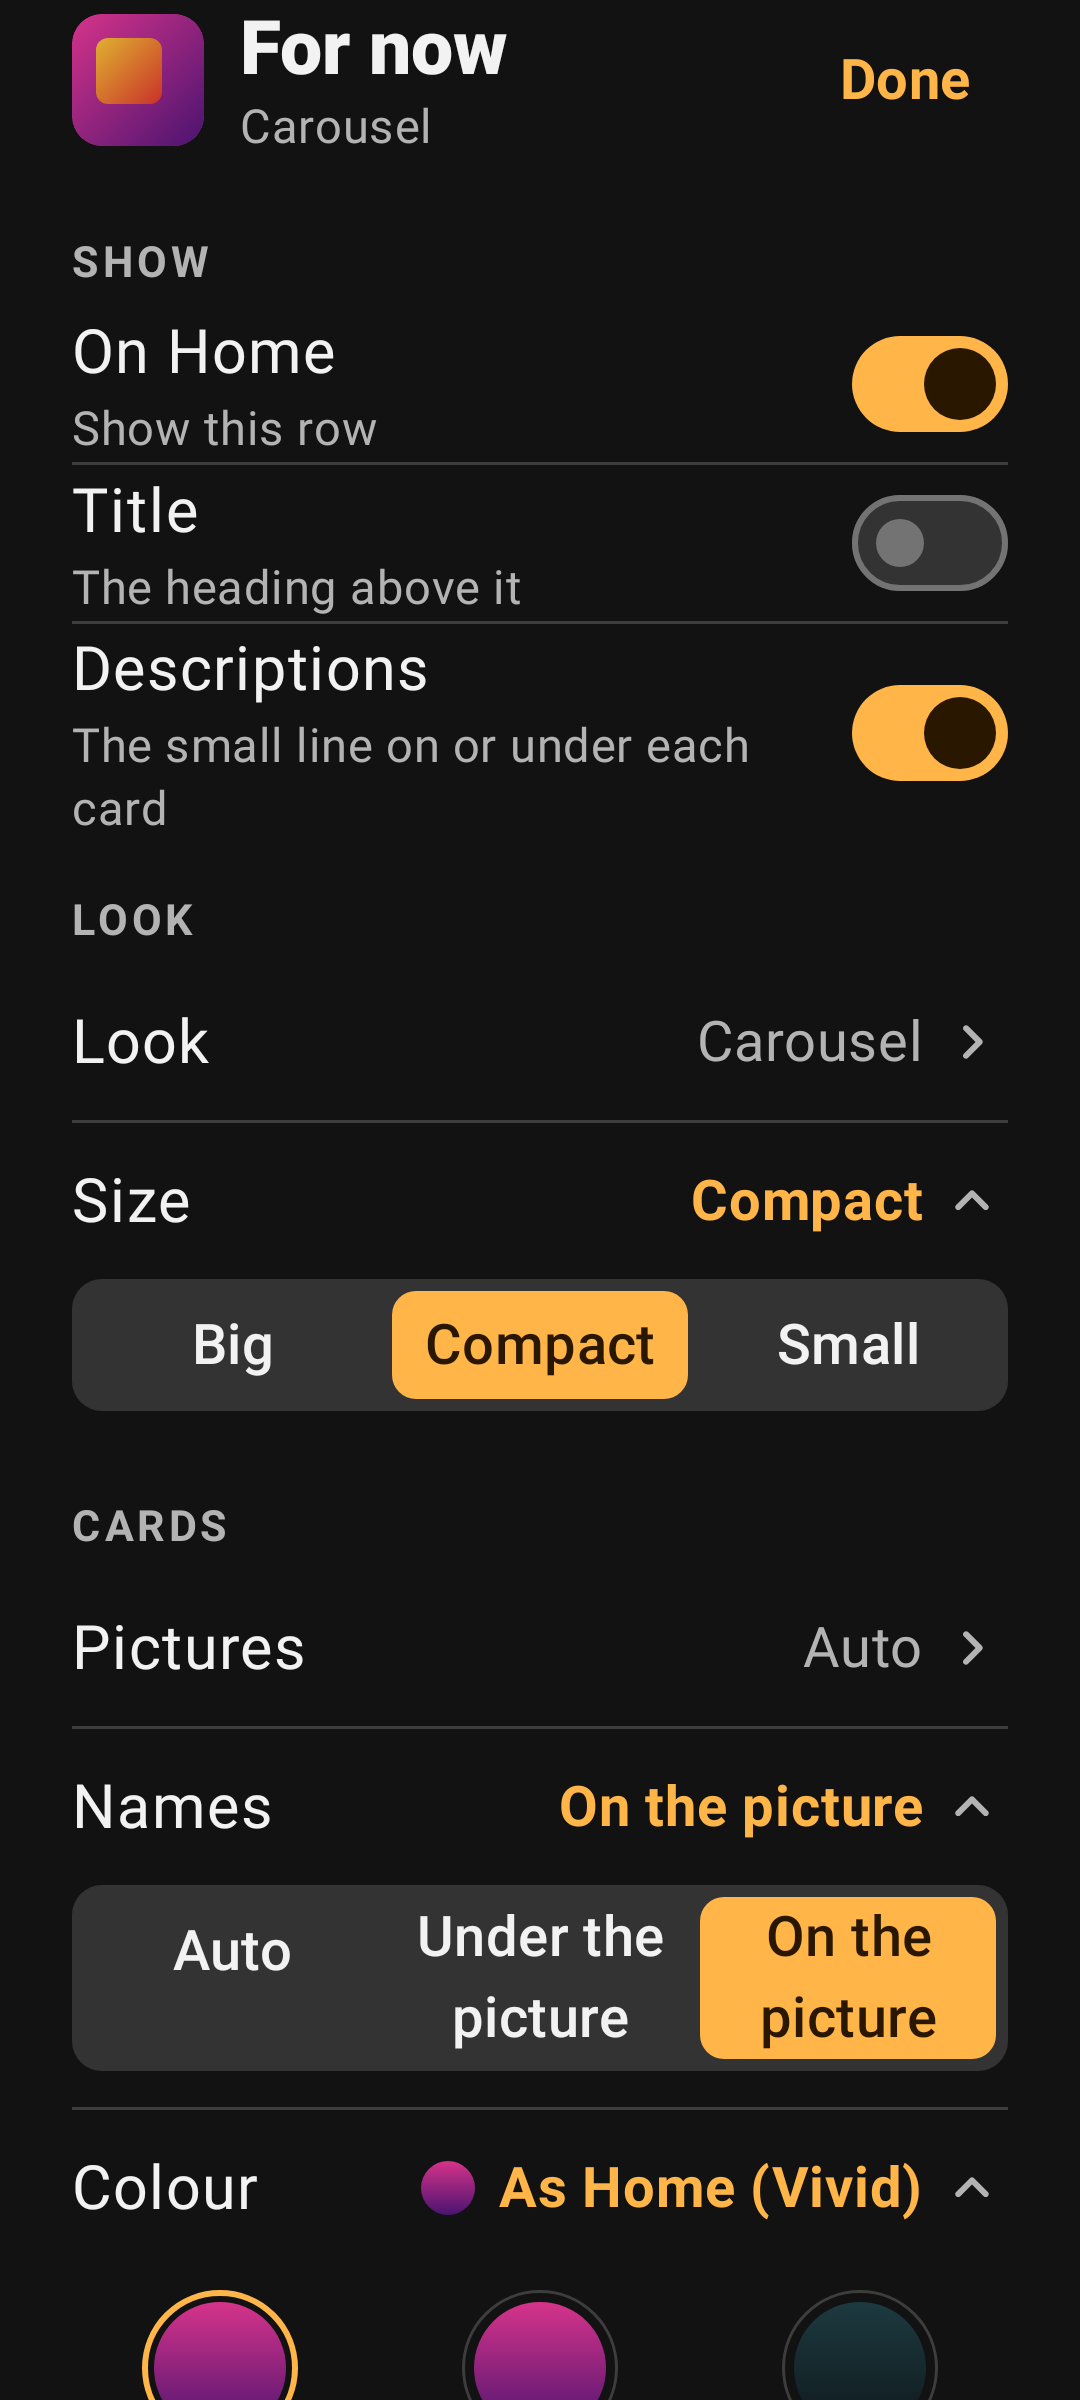 For now
Carousel
Done
SHOW
On Home
Show this row
Title
The heading above it
Descriptions
The small line on or under each
card
LOOK
Look
Carousel
Size
Compact
Big
Compact
Small
CARDS
Pictures
Auto
Names
On the picture
Auto
Under the
picture
On the
picture
Colour
As Home (Vivid)